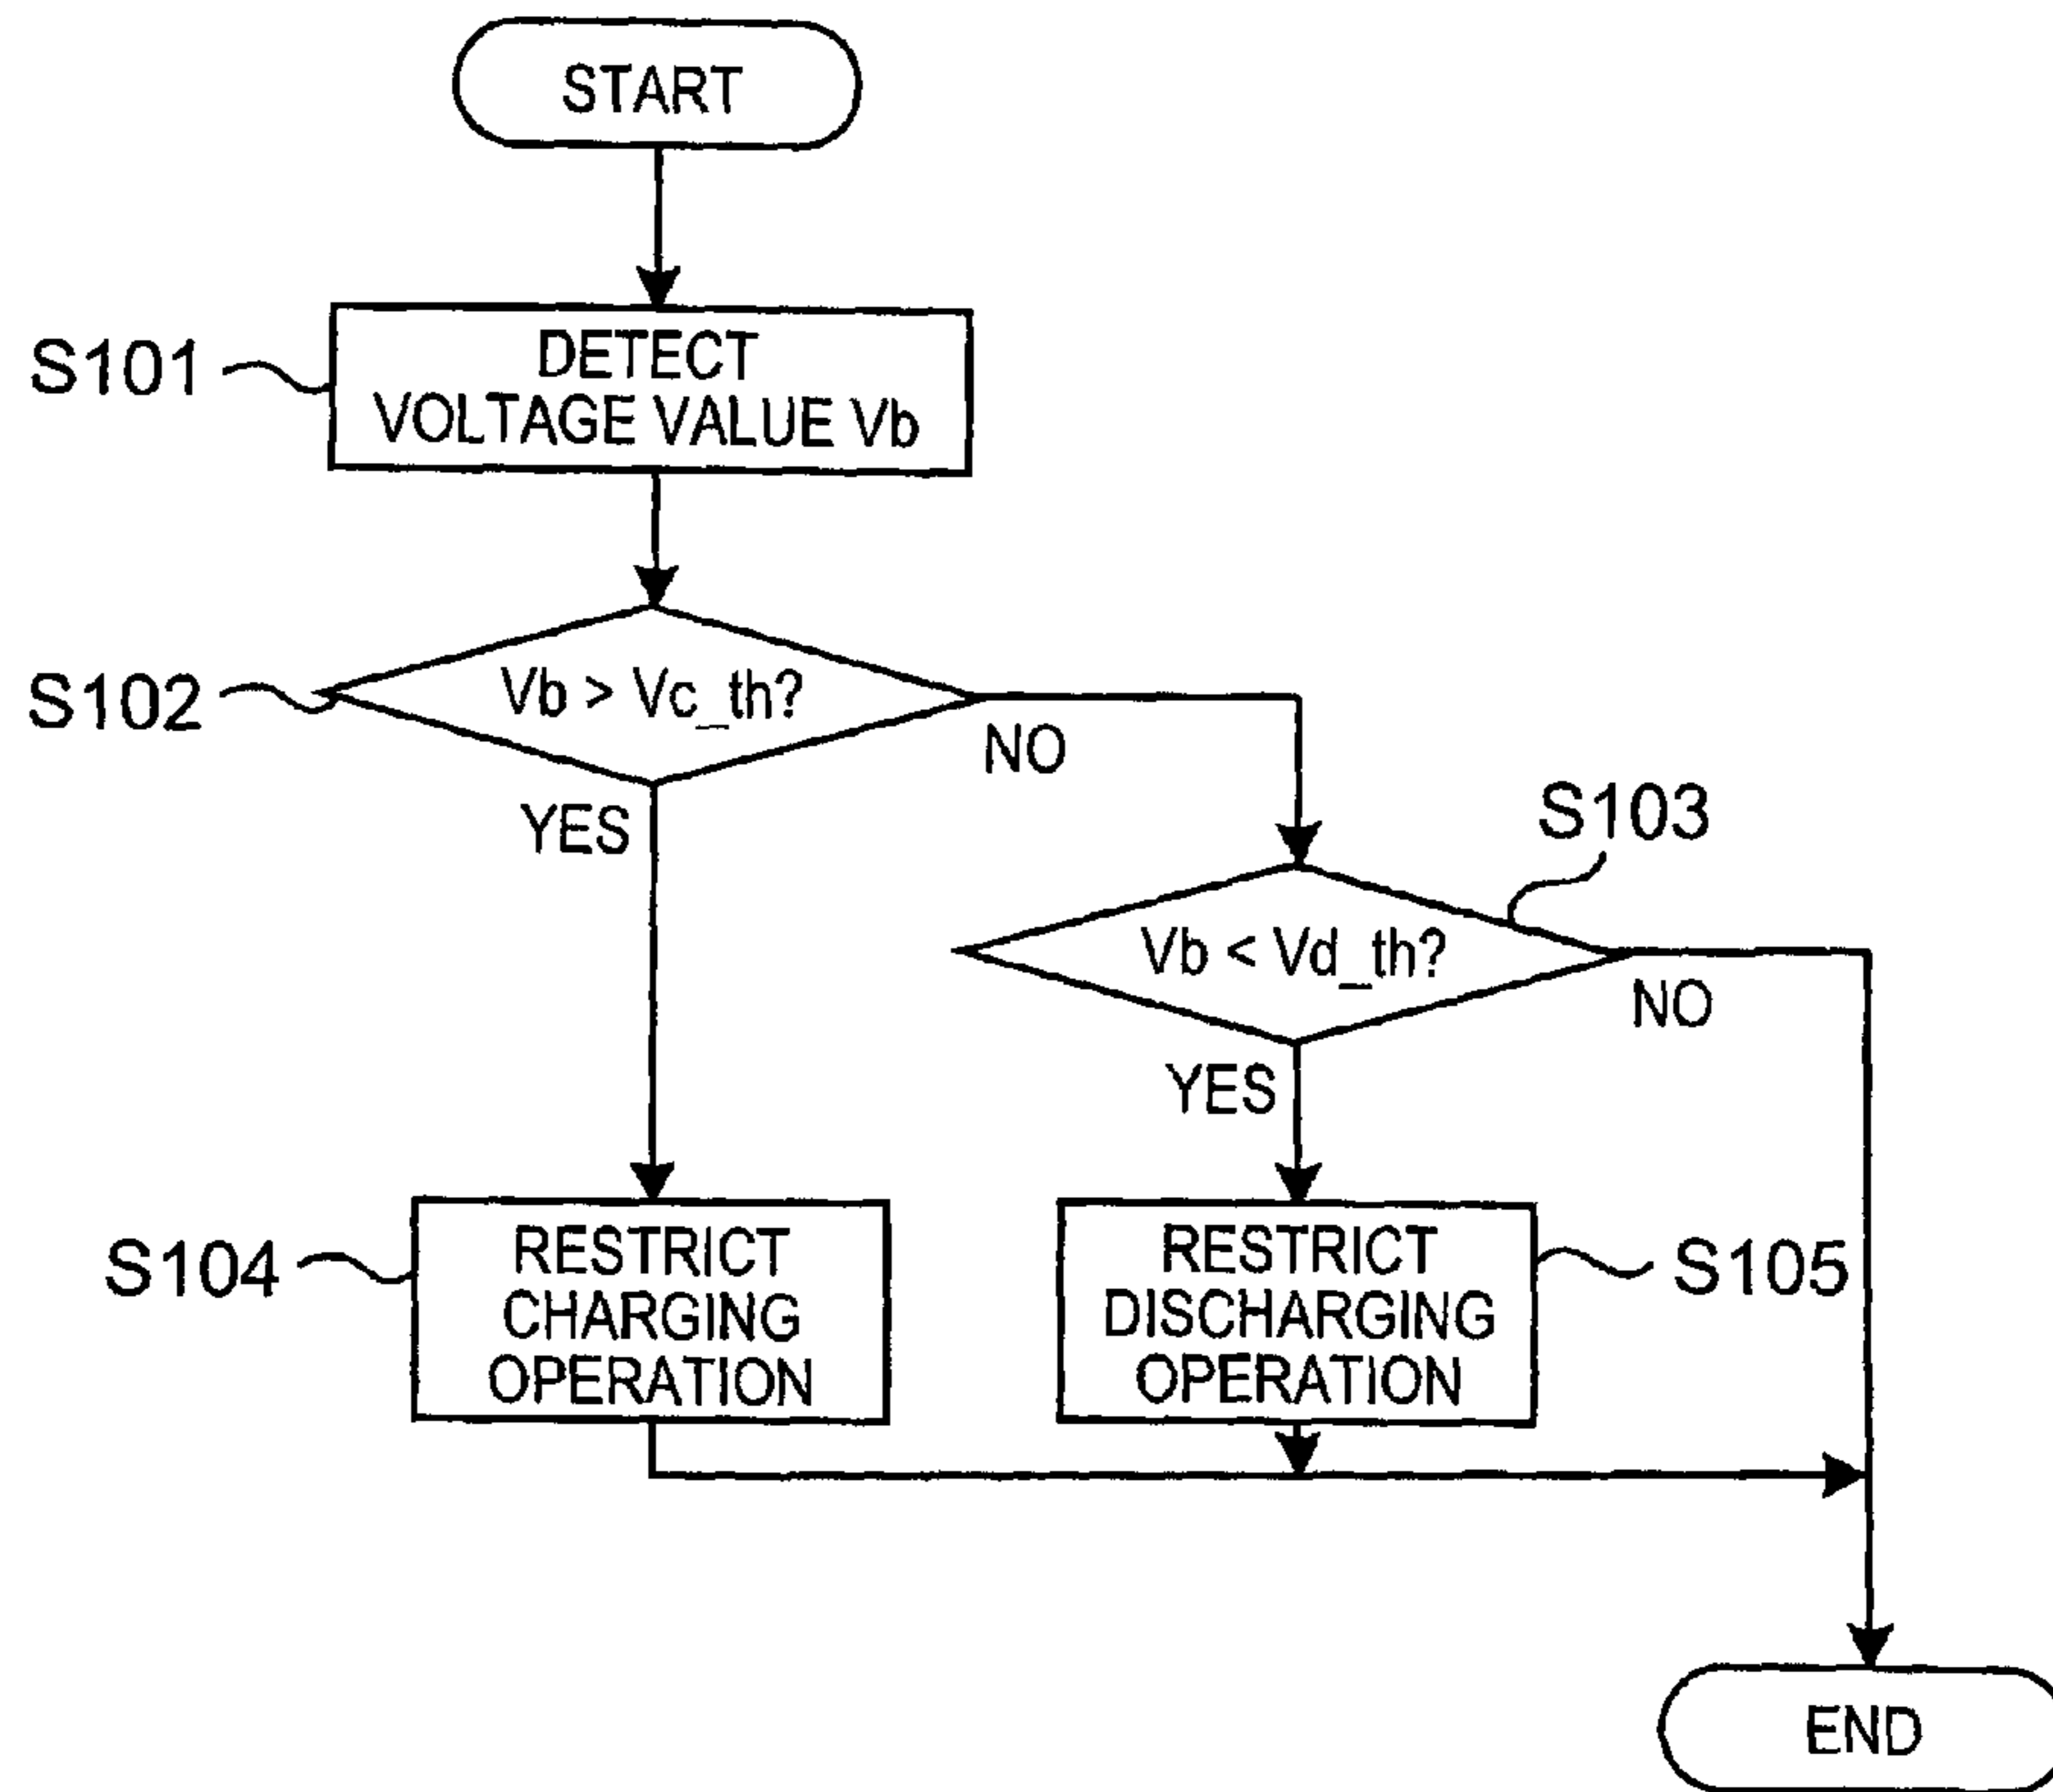 START
S101
DETECT
VOLTAGE VALUE Vb
S102
Vb > Vc_th?
NO
YES
S103
Vb < Vd_th?
NO
YES
S104
RESTRICT
CHARGING
OPERATION
RESTRICT
DISCHARGING
OPERATION
S105
END